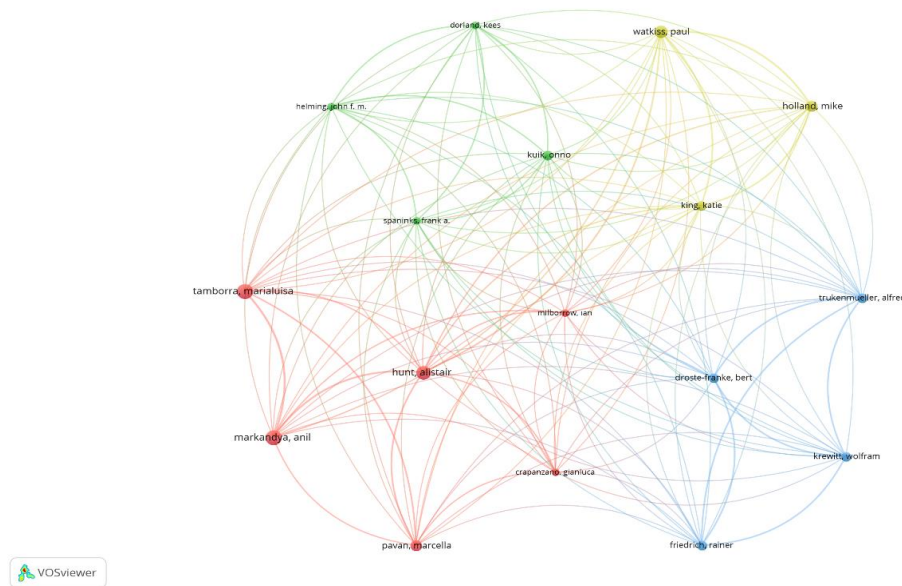 dorland, kees
watkiss, paul
helming, john f. m.
holland, mike
kuik, onno
king, katie
spaninks, frank a.
tamborra, marialuisa
trukenmueller, alfred
milborrow, ian
hunt, alistair
droste-franke, bert
markandya, anil
krewitt, wolfram
crapanzano, gianluca
pavan, marcella
friedrich, rainer
VOSviewer